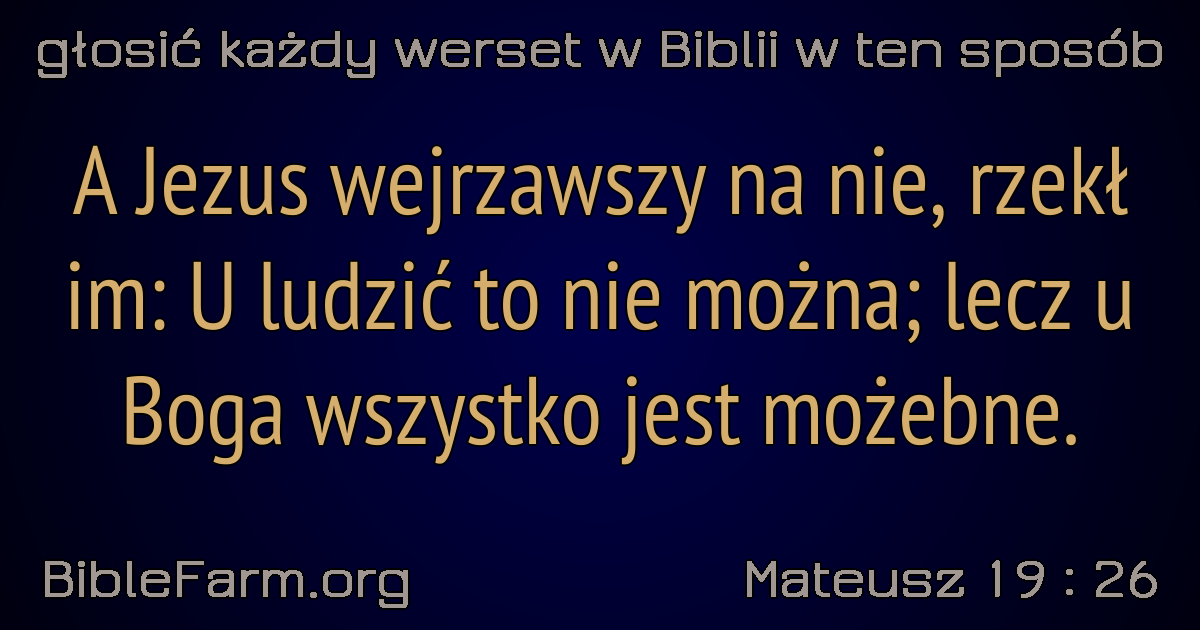 głosić każdy werset w Biblii w ten sposób
A Jezus wejrzawszy na nie, rzekł
im: U ludzić to nie można; lecz u
Boga wszystko jest możebne.
BibleFarm.org
Mateusz 19 : 26